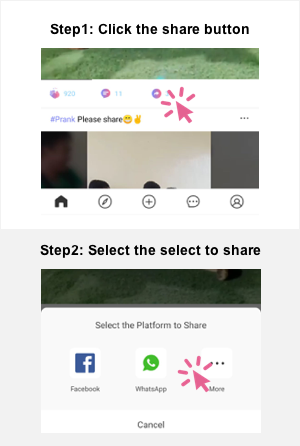 Step1: Click the share button
920 11
#Prank Please share😁✌
Step2: Select the select to share
Select the Platform to Share
Facebook WhatsApp More
Cancel